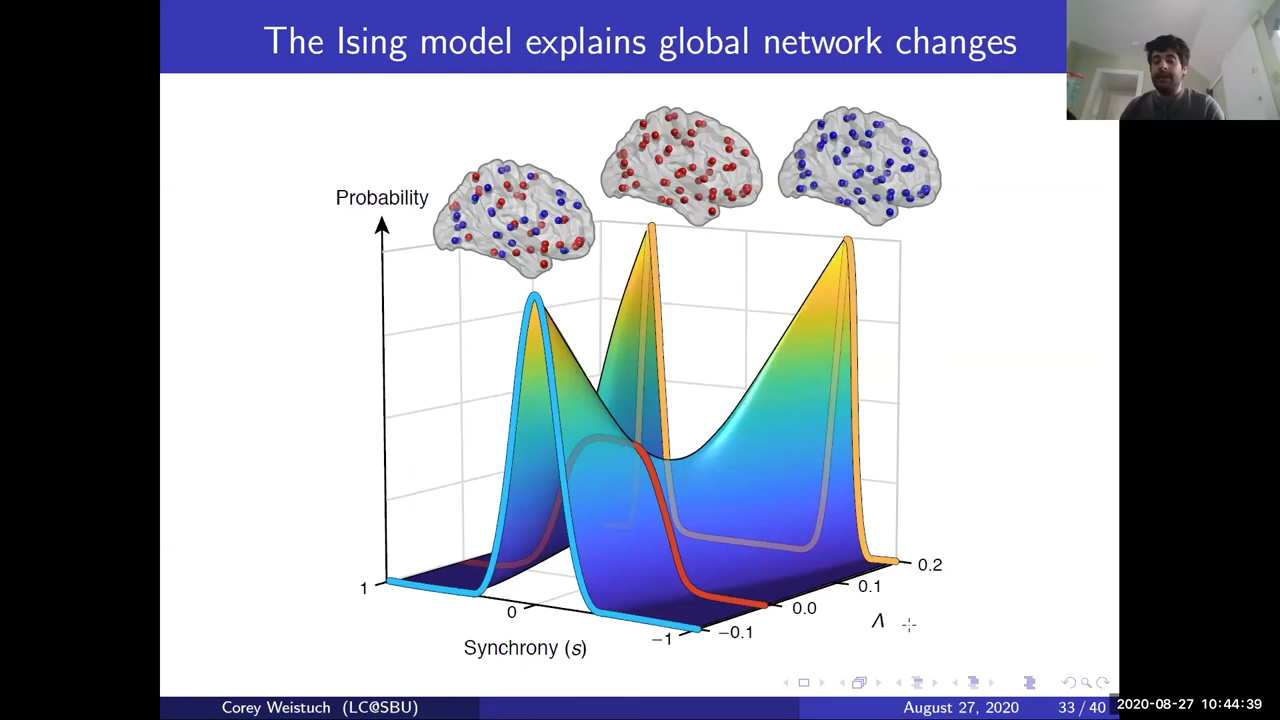 The Ising model explains global network changes
Probability
1
0
−1
Synchrony (s)
−0.1
0.0
0.1
0.2
Λ
Corey Weistuch (LC@SBU)
August 27, 2020
33 / 40
2020-08-27 10:44:39